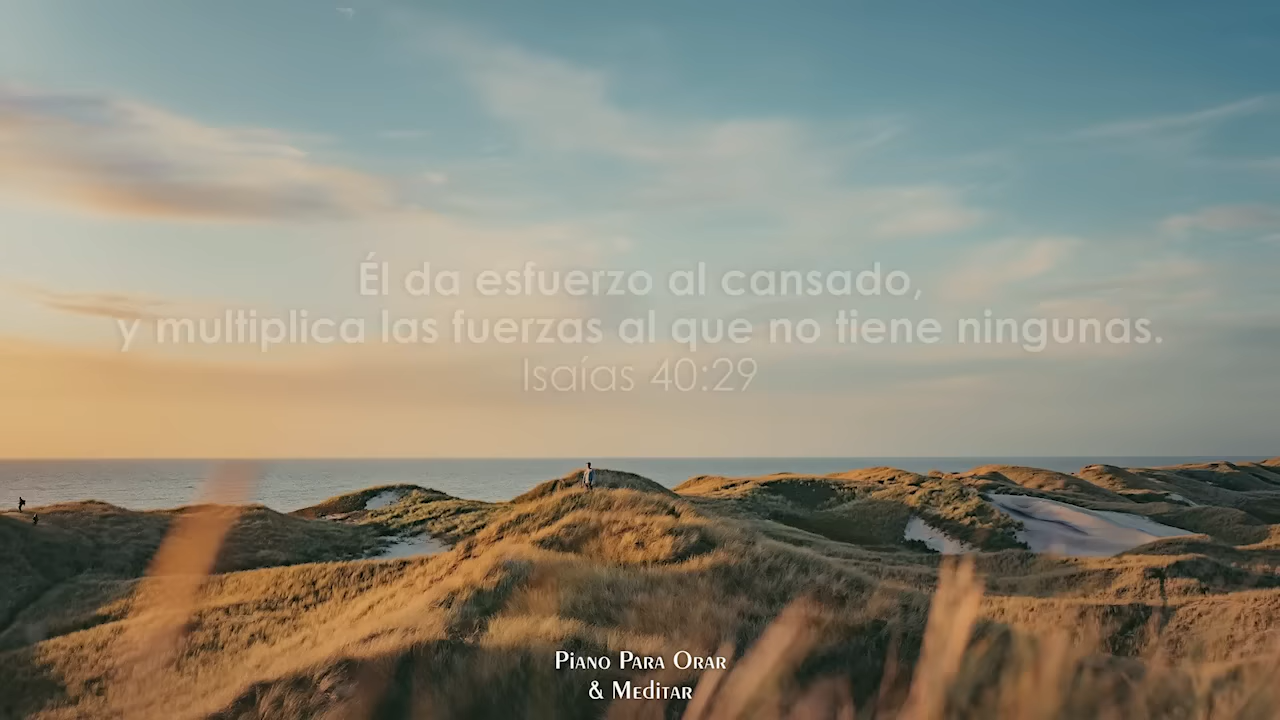 Él da esfuerzo al cansado,
y multiplica las fuerzas al que no tiene ningunas.
Isaías 40:29
Piano Para Orar
& Meditar